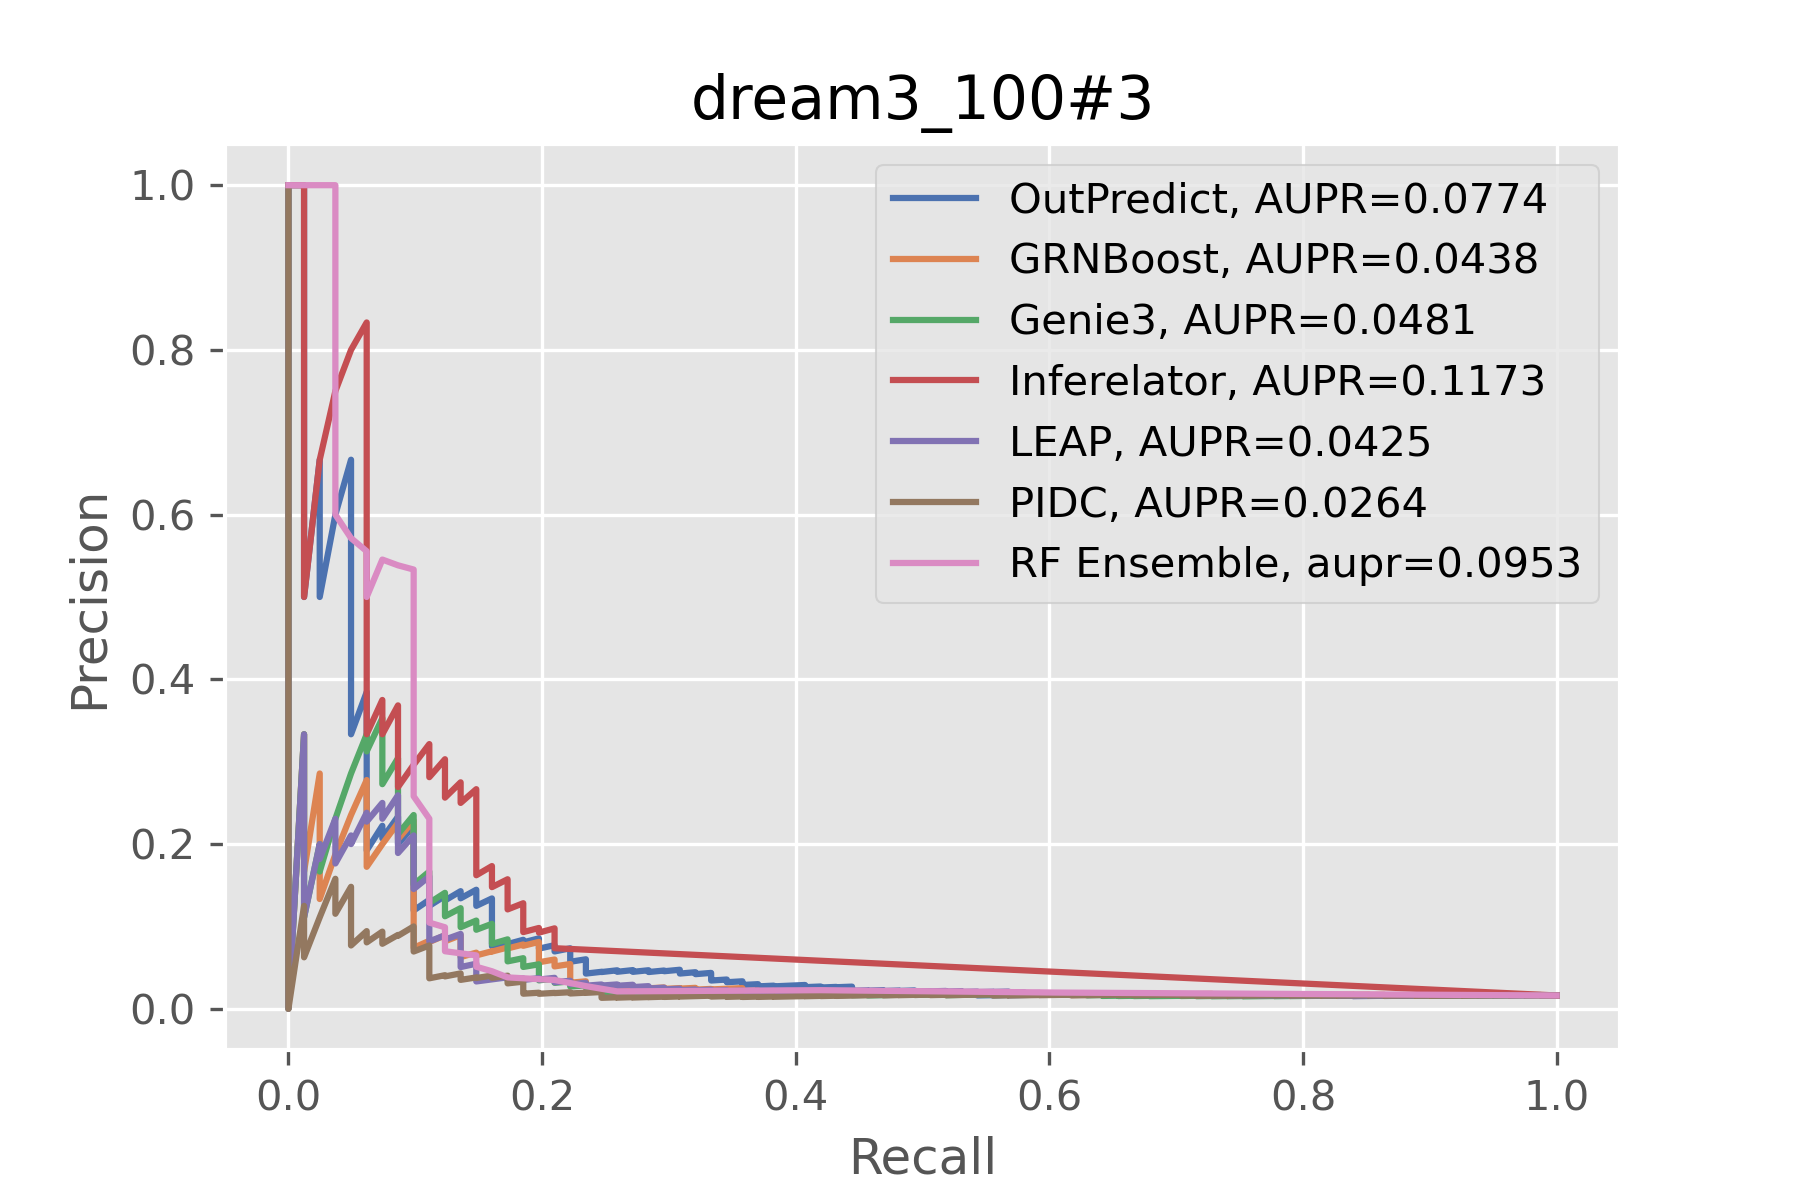 dream3_100#3
1.0
0.8
0.6
0.4
0.2
0.0
Precision
OutPredict, AUPR=0.0774
GRNBoost, AUPR=0.0438
Genie3, AUPR=0.0481
Inferelator, AUPR=0.1173
LEAP, AUPR=0.0425
PIDC, AUPR=0.0264
RF Ensemble, aupr=0.0953
0.0 0.2 0.4 0.6 0.8 1.0
Recall